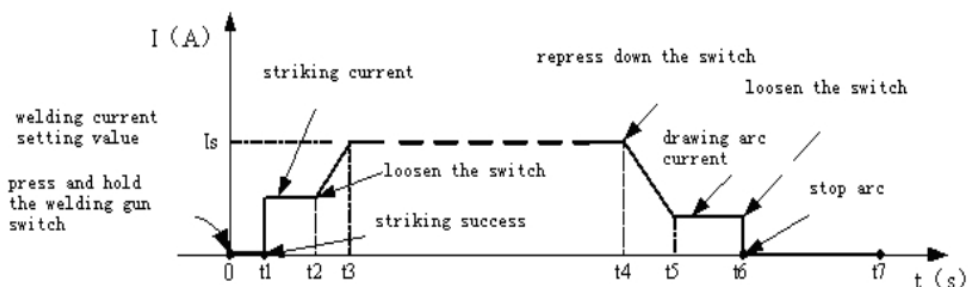 I (A)
repress down the switch
striking current
loosen the switch
welding current
setting value
Is
drawing arc
current
press and hold
the welding gun
switch
loosen the switch
stop arc
striking success
0
t1
t2
t3
t4
t5
t6
t7
t (s)